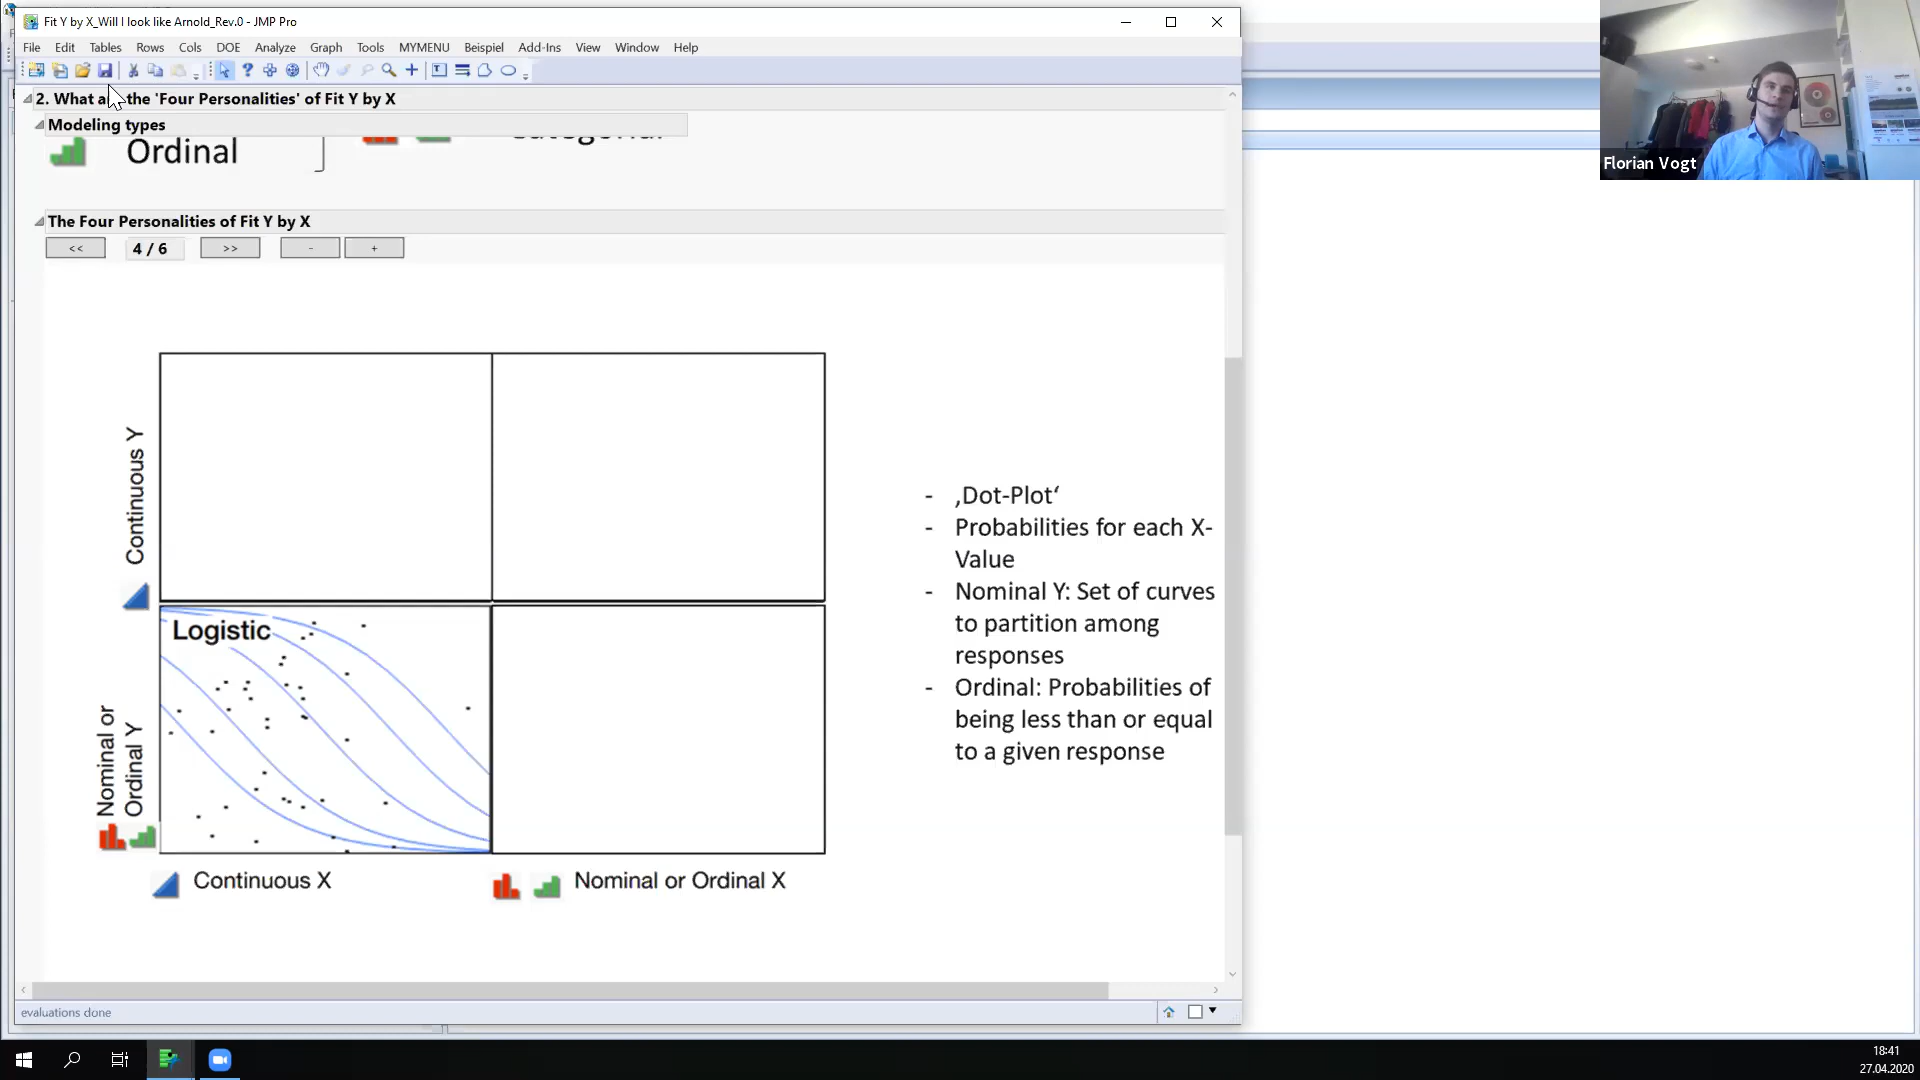 Fit Y by X_Will I look like Arnold_Rev.0 - JMP Pro
File Edit Tables Rows Cols DOE Analyze Graph Tools MYMENU Beispiel Add-Ins View Window Help
2. What a the 'Four Personalities' of Fit Y by X
Modeling types
Ordinal
The Four Personalities of Fit Y by X
<< 4 / 6 >> - +
Continuous Y
Logistic
Nominal or
Ordinal Y
Continuous X
Nominal or Ordinal X
- ‚Dot-Plot‘
- Probabilities for each X-
Value
- Nominal Y: Set of curves
to partition among
responses
- Ordinal: Probabilities of
being less than or equal
to a given response
evaluations done
Florian Vogt
18:41
27.04.2020